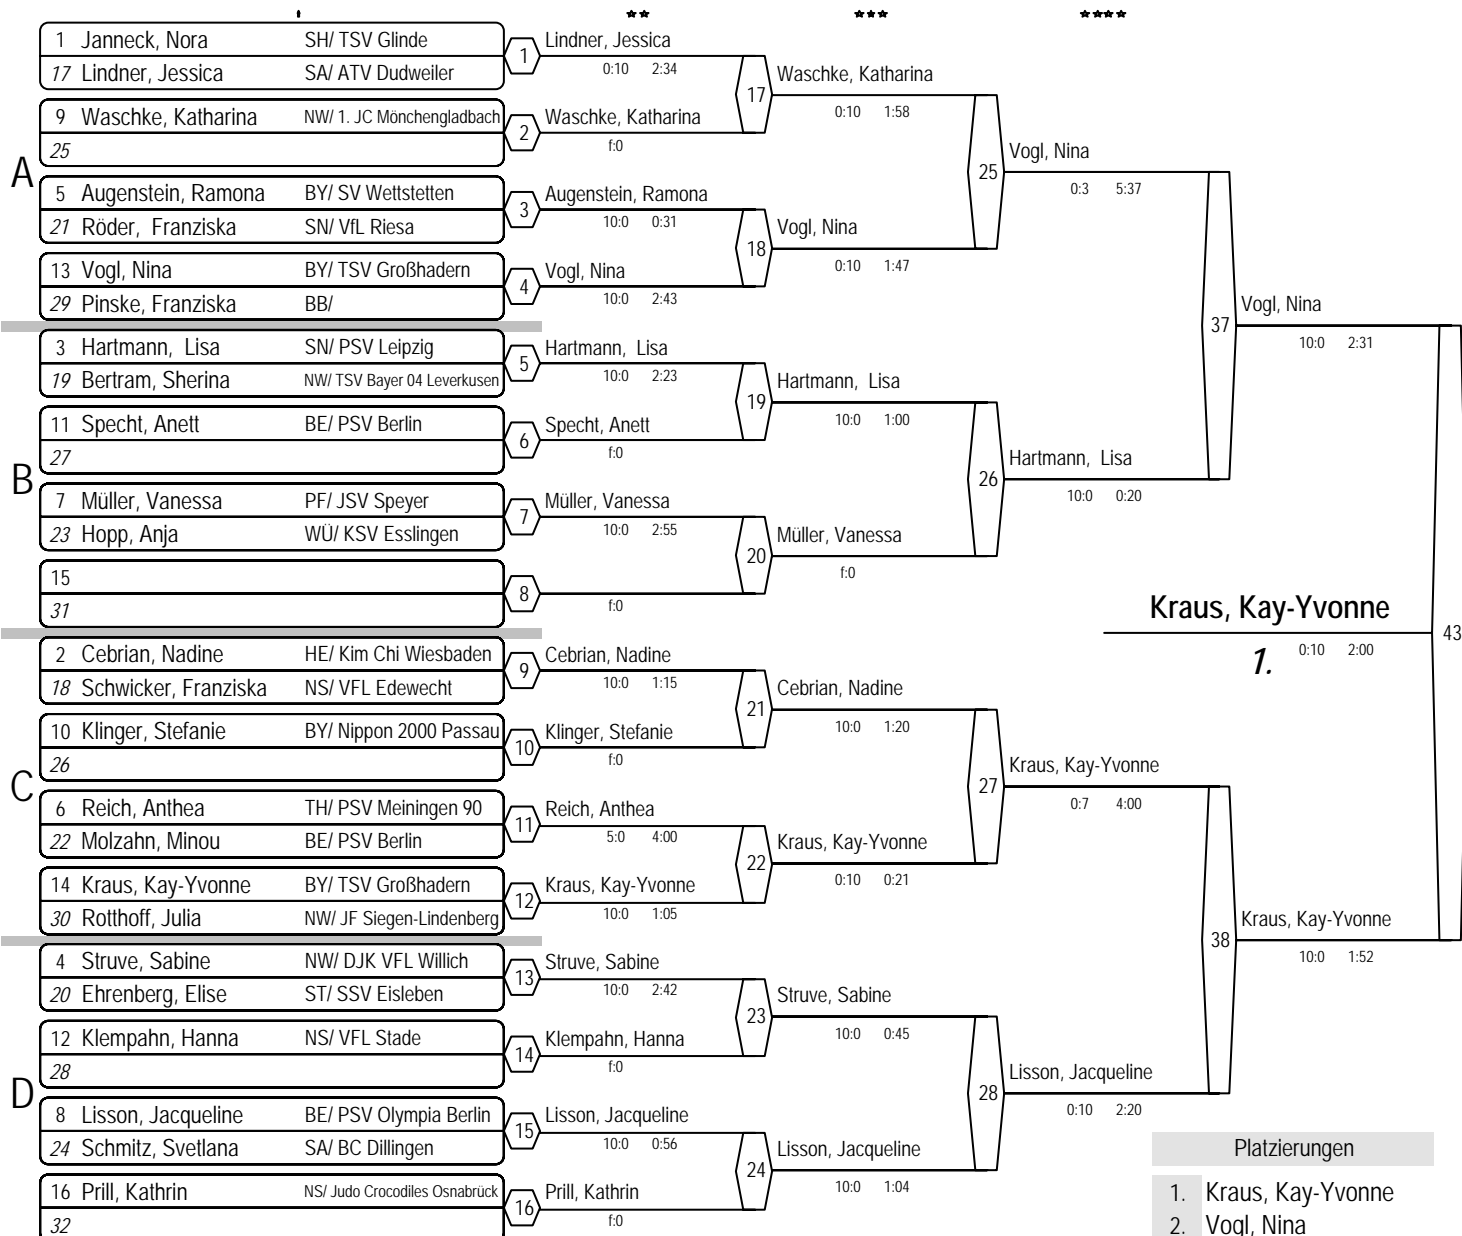 * ** *** ****
A
1 Janneck, Nora SH/ TSV Glinde
17 Lindner, Jessica SA/ ATV Dudweiler
9 Waschke, Katharina NW/ 1. JC Mönchengladbach
25
5 Augenstein, Ramona BY/ SV Wettstetten
21 Röder, Franziska SN/ VfL Riesa
13 Vogl, Nina BY/ TSV Großhadern
29 Pinske, Franziska BB/
B
3 Hartmann, Lisa SN/ PSV Leipzig
19 Bertram, Sherina NW/ TSV Bayer 04 Leverkusen
11 Specht, Anett BE/ PSV Berlin
27
7 Müller, Vanessa PF/ JSV Speyer
23 Hopp, Anja WÜ/ KSV Esslingen
15
31
C
2 Cebrian, Nadine HE/ Kim Chi Wiesbaden
18 Schwicker, Franziska NS/ VFL Edewecht
10 Klinger, Stefanie BY/ Nippon 2000 Passau
26
6 Reich, Anthea TH/ PSV Meiningen 90
22 Molzahn, Minou BE/ PSV Berlin
14 Kraus, Kay-Yvonne BY/ TSV Großhadern
30 Rotthoff, Julia NW/ JF Siegen-Lindenberg
D
4 Struve, Sabine NW/ DJK VFL Willich
20 Ehrenberg, Elise ST/ SSV Eisleben
12 Klempahn, Hanna NS/ VFL Stade
28
8 Lisson, Jacqueline BE/ PSV Olympia Berlin
24 Schmitz, Svetlana SA/ BC Dillingen
16 Prill, Kathrin NS/ Judo Crocodiles Osnabrück
32
1 Lindner, Jessica
0:10 2:34
2 Waschke, Katharina
f:0
3 Augenstein, Ramona
10:0 0:31
4 Vogl, Nina
10:0 2:43
5 Hartmann, Lisa
10:0 2:23
6 Specht, Anett
f:0
7 Müller, Vanessa
10:0 2:55
8
f:0
9 Cebrian, Nadine
10:0 1:15
10 Klinger, Stefanie
f:0
11 Reich, Anthea
5:0 4:00
12 Kraus, Kay-Yvonne
10:0 1:05
13 Struve, Sabine
10:0 2:42
14 Klempahn, Hanna
f:0
15 Lisson, Jacqueline
10:0 0:56
16 Prill, Kathrin
f:0
17 Waschke, Katharina
0:10 1:58
18 Vogl, Nina
0:10 1:47
19 Hartmann, Lisa
10:0 1:00
20 Müller, Vanessa
f:0
21 Cebrian, Nadine
10:0 1:20
22 Kraus, Kay-Yvonne
0:10 0:21
23 Struve, Sabine
10:0 0:45
24 Lisson, Jacqueline
10:0 1:04
25 Vogl, Nina
0:3 5:37
26 Hartmann, Lisa
10:0 0:20
27 Kraus, Kay-Yvonne
0:7 4:00
28 Lisson, Jacqueline
0:10 2:20
37 Vogl, Nina
10:0 2:31
38 Kraus, Kay-Yvonne
10:0 1:52
Kraus, Kay-Yvonne
43
1. 0:10 2:00
Platzierungen
1. Kraus, Kay-Yvonne
2. Vogl, Nina